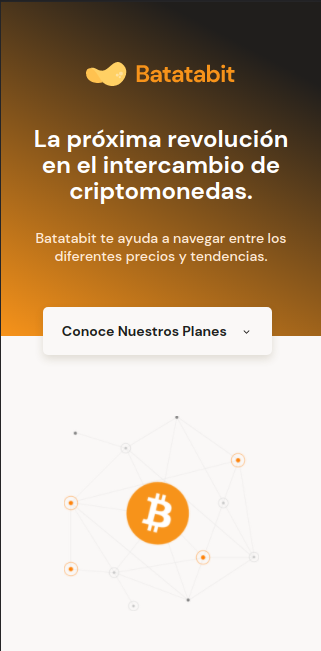 Batatabit
La próxima revolución
en el intercambio de
criptomonedas.
Batatabit te ayuda a navegar entre los
diferentes precios y tendencias.
Conoce Nuestros Planes